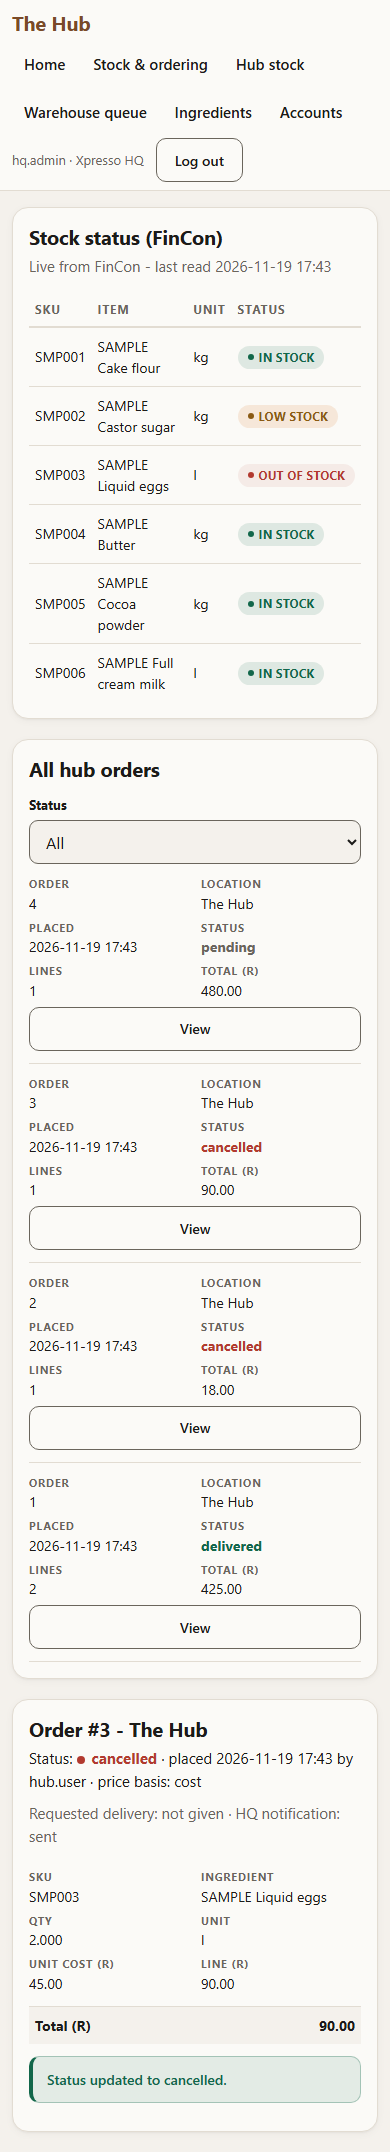 The Hub
Home Stock & ordering Hub stock
Warehouse queue Ingredients Accounts
hq.admin · Xpresso HQ Log out
Stock status (FinCon)
Live from FinCon - last read 2026-11-19 17:43
SKU ITEM UNIT STATUS
SMP001 SAMPLE Cake flour kg IN STOCK
SMP002 SAMPLE Castor sugar kg LOW STOCK
SMP003 SAMPLE Liquid eggs l OUT OF STOCK
SMP004 SAMPLE Butter kg IN STOCK
SMP005 SAMPLE Cocoa powder kg IN STOCK
SMP006 SAMPLE Full cream milk l IN STOCK
All hub orders
Status
All
ORDER LOCATION
4 The Hub
PLACED STATUS
2026-11-19 17:43 pending
LINES TOTAL (R)
1 480.00
View
ORDER LOCATION
3 The Hub
PLACED STATUS
2026-11-19 17:43 cancelled
LINES TOTAL (R)
1 90.00
View
ORDER LOCATION
2 The Hub
PLACED STATUS
2026-11-19 17:43 cancelled
LINES TOTAL (R)
1 18.00
View
ORDER LOCATION
1 The Hub
PLACED STATUS
2026-11-19 17:43 delivered
LINES TOTAL (R)
2 425.00
View
Order #3 - The Hub
Status: cancelled · placed 2026-11-19 17:43 by
hub.user · price basis: cost
Requested delivery: not given · HQ notification:
sent
SKU INGREDIENT
SMP003 SAMPLE Liquid eggs
QTY UNIT
2.000 l
UNIT COST (R) LINE (R)
45.00 90.00
Total (R) 90.00
Status updated to cancelled.